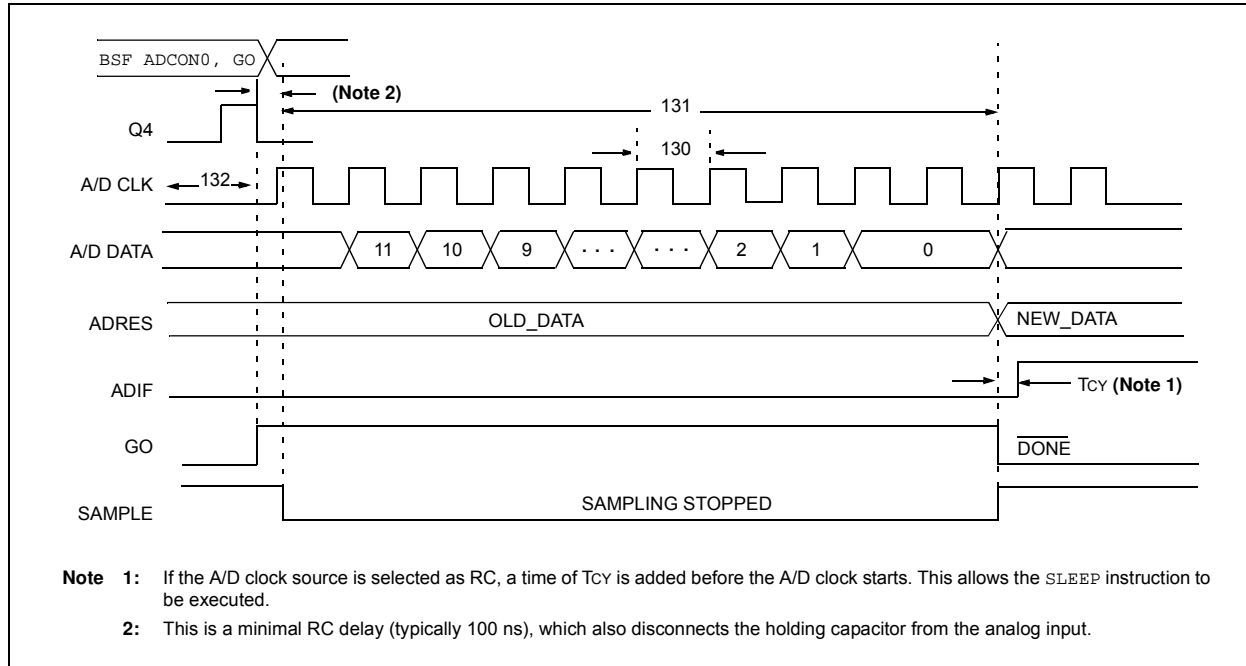 BSF ADCON0, GO
(Note 2)
131
Q4
130
A/D CLK
132
A/D DATA
11 10 9 . . . . . . 2 1 0
ADRES
OLD_DATA
NEW_DATA
ADIF
TCY (Note 1)
GO
DONE
SAMPLE
SAMPLING STOPPED
Note 1: If the A/D clock source is selected as RC, a time of TCY is added before the A/D clock starts. This allows the SLEEP instruction to
be executed.
2: This is a minimal RC delay (typically 100 ns), which also disconnects the holding capacitor from the analog input.